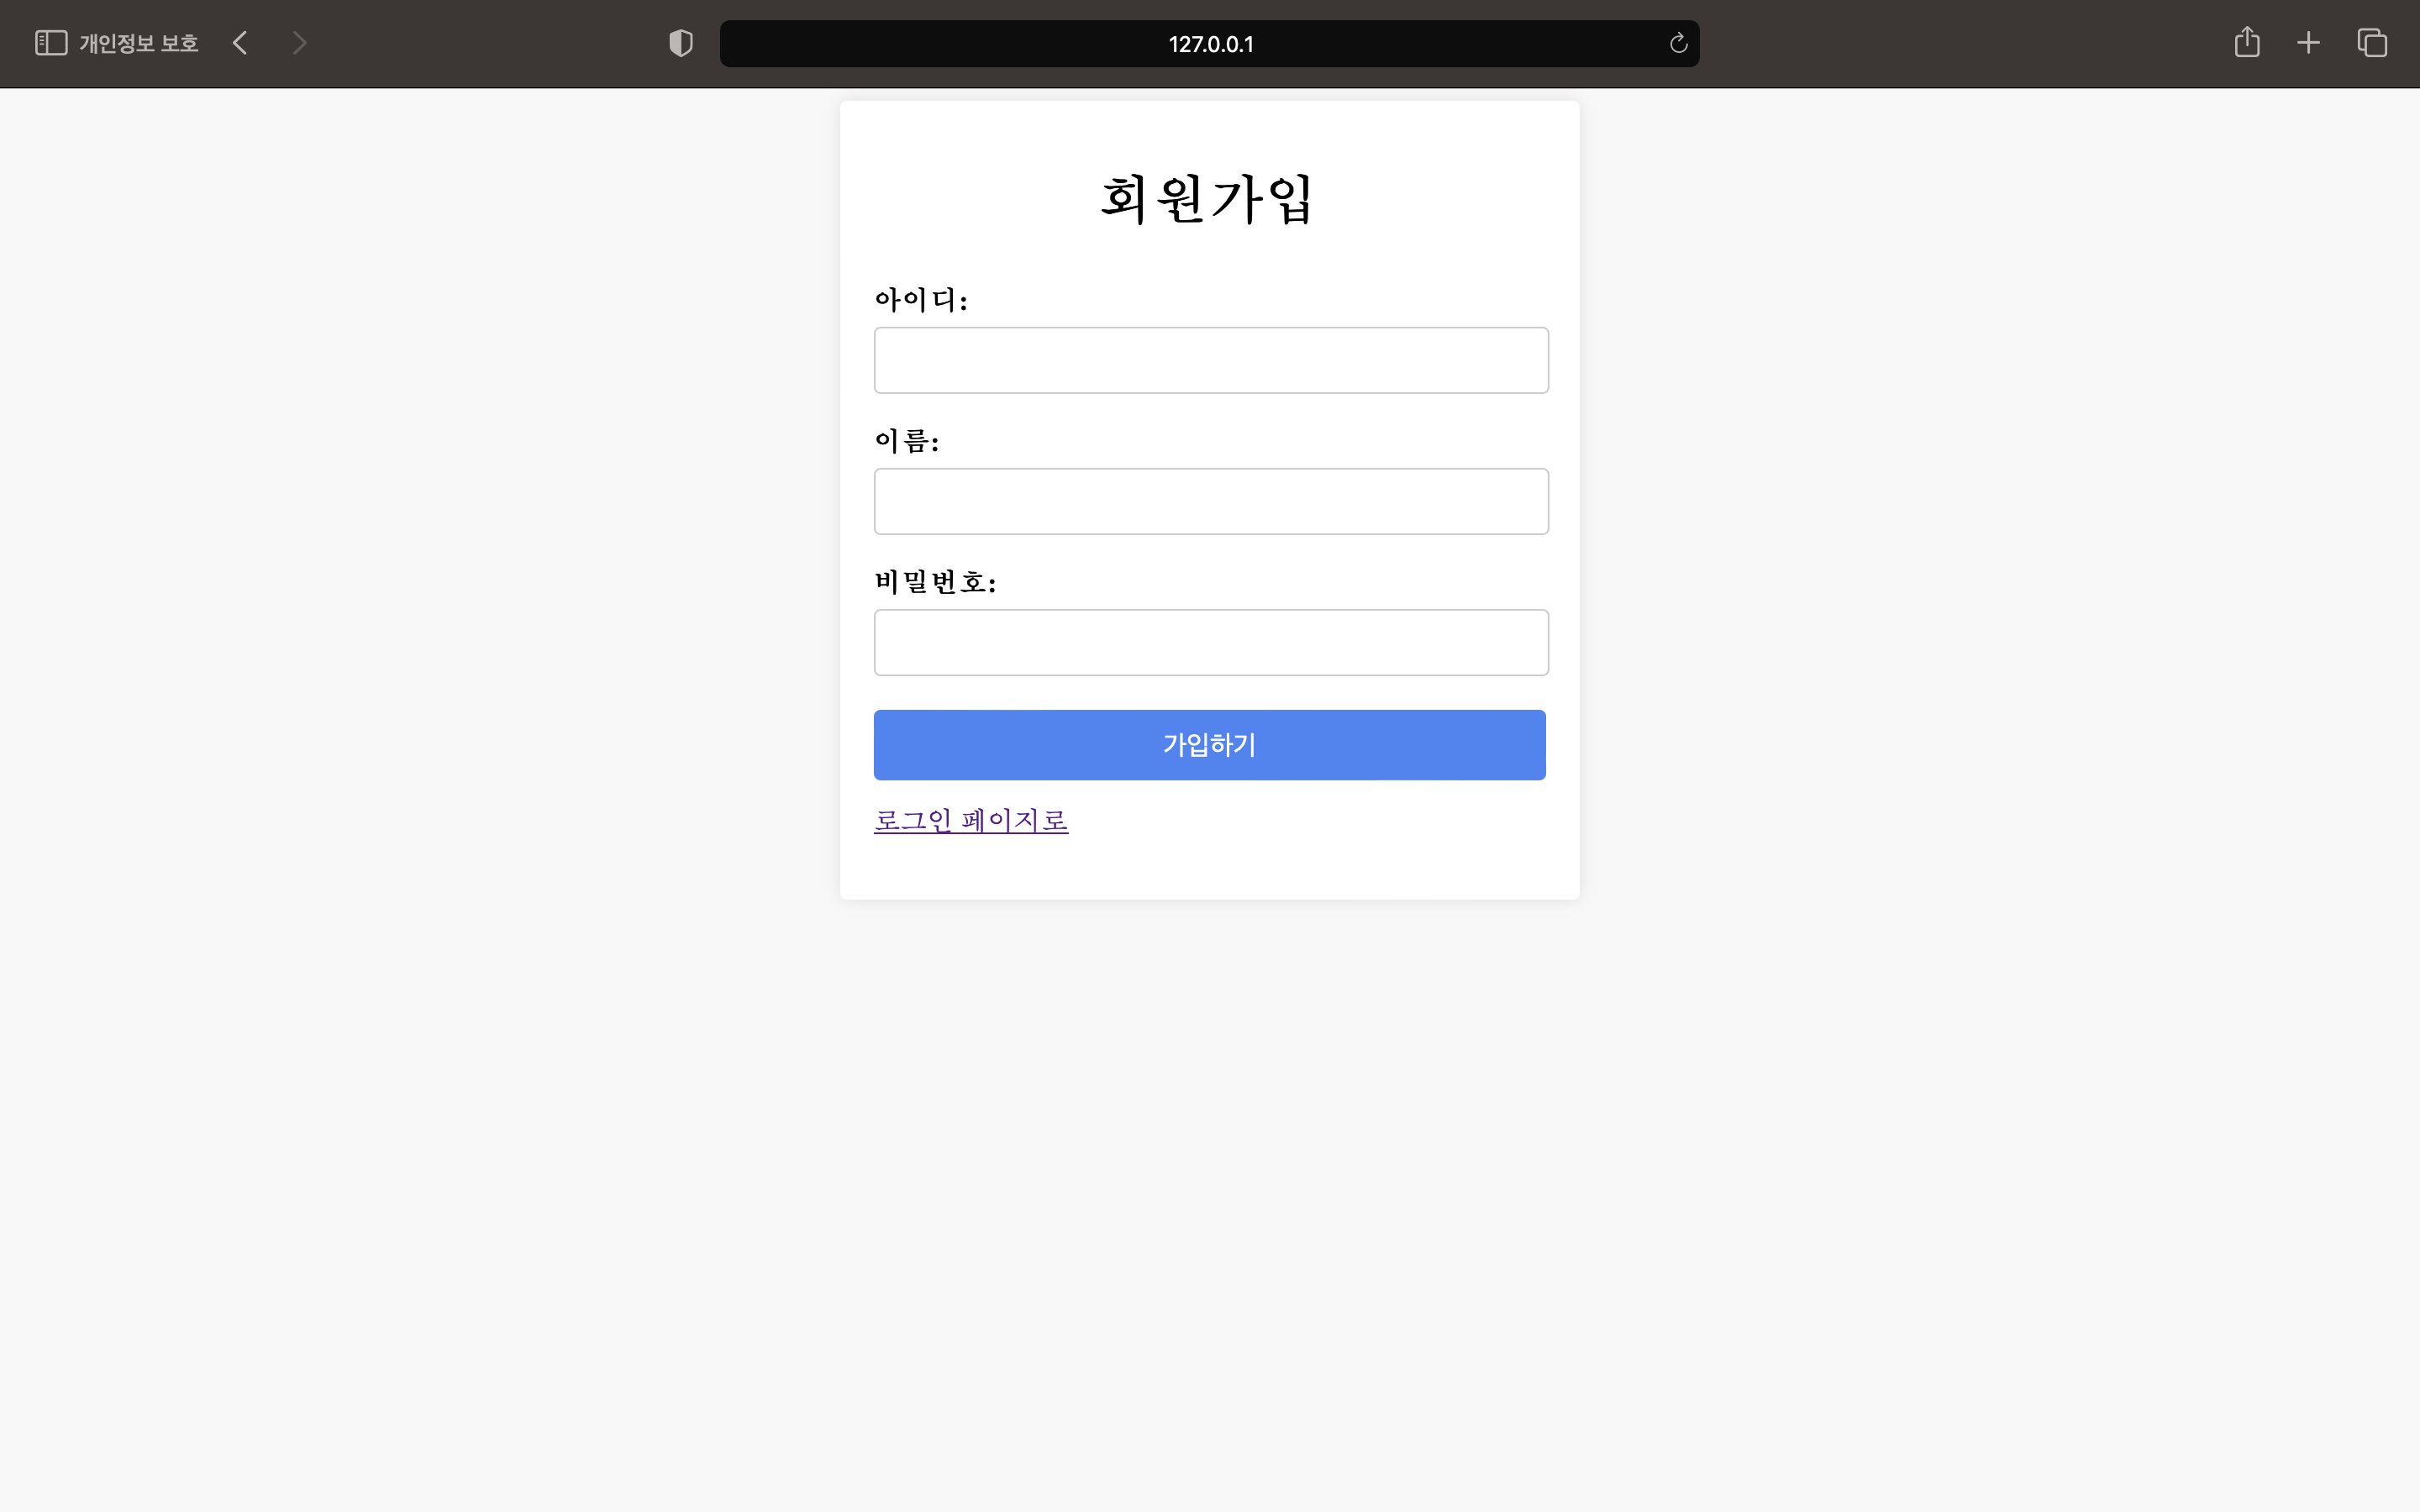 개인정보 보호
127.0.0.1
회원가입
아이디:
이름:
비밀번호:
가입하기
로그인 페이지로